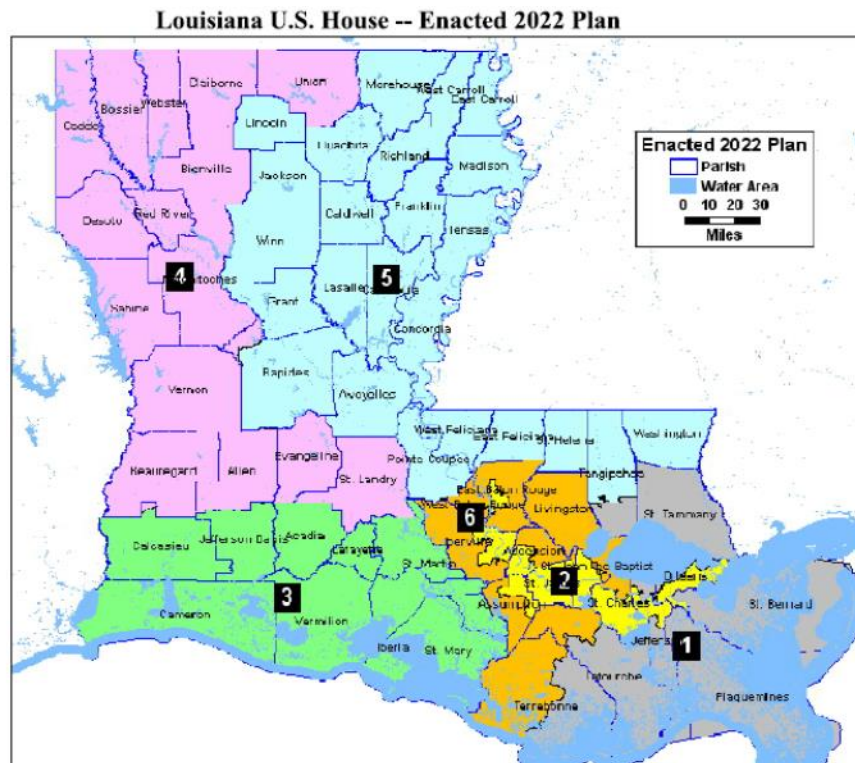 Louisiana U.S. House -- Enacted 2022 Plan
Enacted 2022 Plan
Parish
Water Area
0 10 20 30
Miles
Claiborne
Union
Morehouse
West Carroll
East Carroll
Webster
Bossier
Caddo
Lincoln
Ouachita
Richland
Madison
Bienville
Jackson
Red River
Desoto
Caldwell
Franklin
Tensas
Winn
4
5
Lasalle
Sabine
Grant
Concordia
Vernon
Rapides
Avoyelles
West Feliciana
East Feliciana
St. Helena
Washington
Beauregard
Allen
Evangeline
St. Landry
Pointe Coupee
Tangipahoa
East Baton Rouge
Livingston
St. Tammany
6
Calcasieu
Jefferson Davis
Acadia
Lafayette
St. Martin
Iberville
Ascension
2
Orleans
St. Charles
St. Bernard
3
Cameron
Vermilion
Iberia
St. Mary
1
Lafourche
Plaquemines
Terrebonne